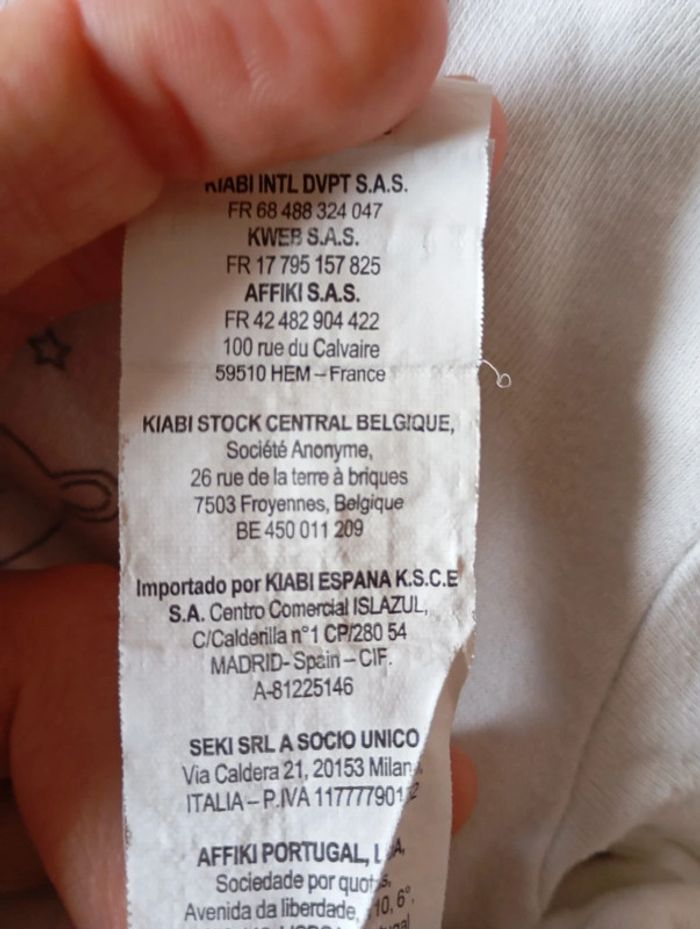 KIABI INTL DVPT S.A.S.
FR 68 488 324 047
KWEB S.A.S.
FR 17 795 157 825
AFFIKI S.A.S.
FR 42 482 904 422
100 rue du Calvaire
59510 HEM – France
KIABI STOCK CENTRAL BELGIQUE,
Société Anonyme,
26 rue de la terre à briques
7503 Froyennes, Belgique
BE 450 011 209
Importado por KIABI ESPANA K.S.C.E
S.A. Centro Comercial ISLAZUL,
C/Calderilla n°1 CP/280 54
MADRID- Spain – CIF.
A-81225146
SEKI SRL A SOCIO UNICO
Via Caldera 21, 20153
ITALIA – P.IVA
AFFIKI PORTUGAL,
Sociedade por
Avenida da liberdade, 6°,